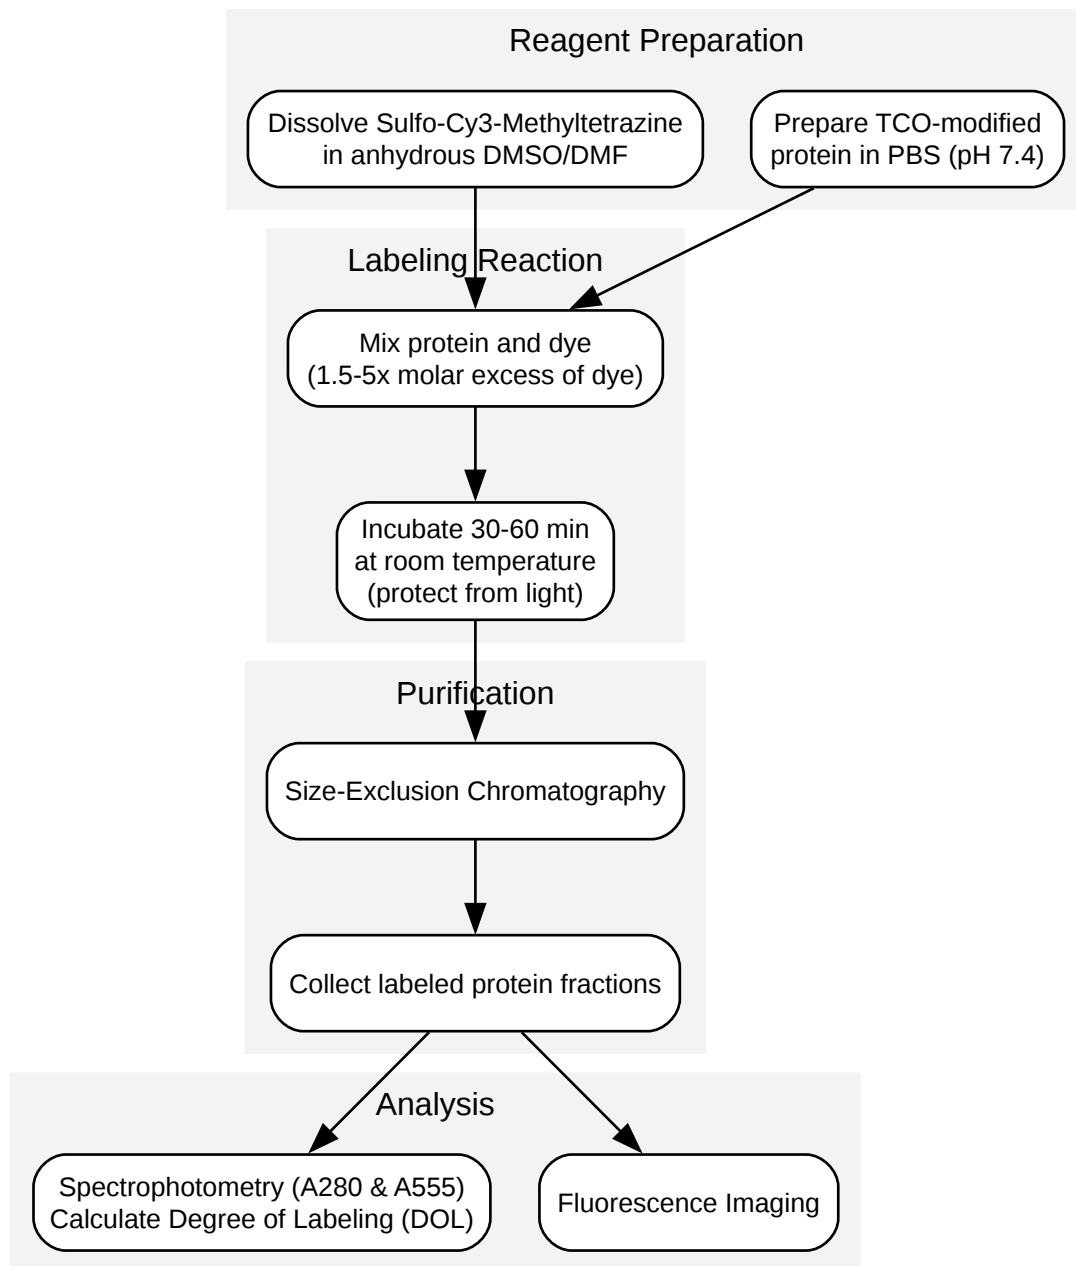 Reagent Preparation
Dissolve Sulfo-Cy3-Methyltetrazine
in anhydrous DMSO/DMF
Prepare TCO-modified
protein in PBS (pH 7.4)
Labeling Reaction
Mix protein and dye
(1.5-5x molar excess of dye)
Incubate 30-60 min
at room temperature
(protect from light)
Purification
Size-Exclusion Chromatography
Collect labeled protein fractions
Analysis
Spectrophotometry (A280 & A555)
Calculate Degree of Labeling (DOL)
Fluorescence Imaging